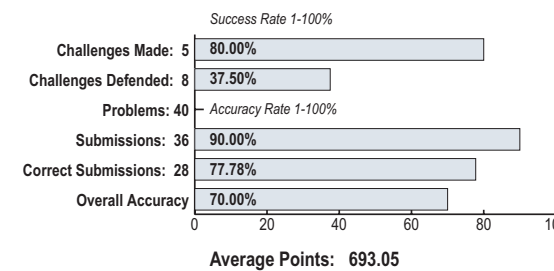 Success Rate 1-100%
Challenges Made: 5 80.00%
Challenges Defended: 8 37.50%
Problems: 40 Accuracy Rate 1-100%
Submissions: 36 90.00%
Correct Submissions: 28 77.78%
Overall Accuracy 70.00%
0 20 40 60 80 10
Average Points: 693.05